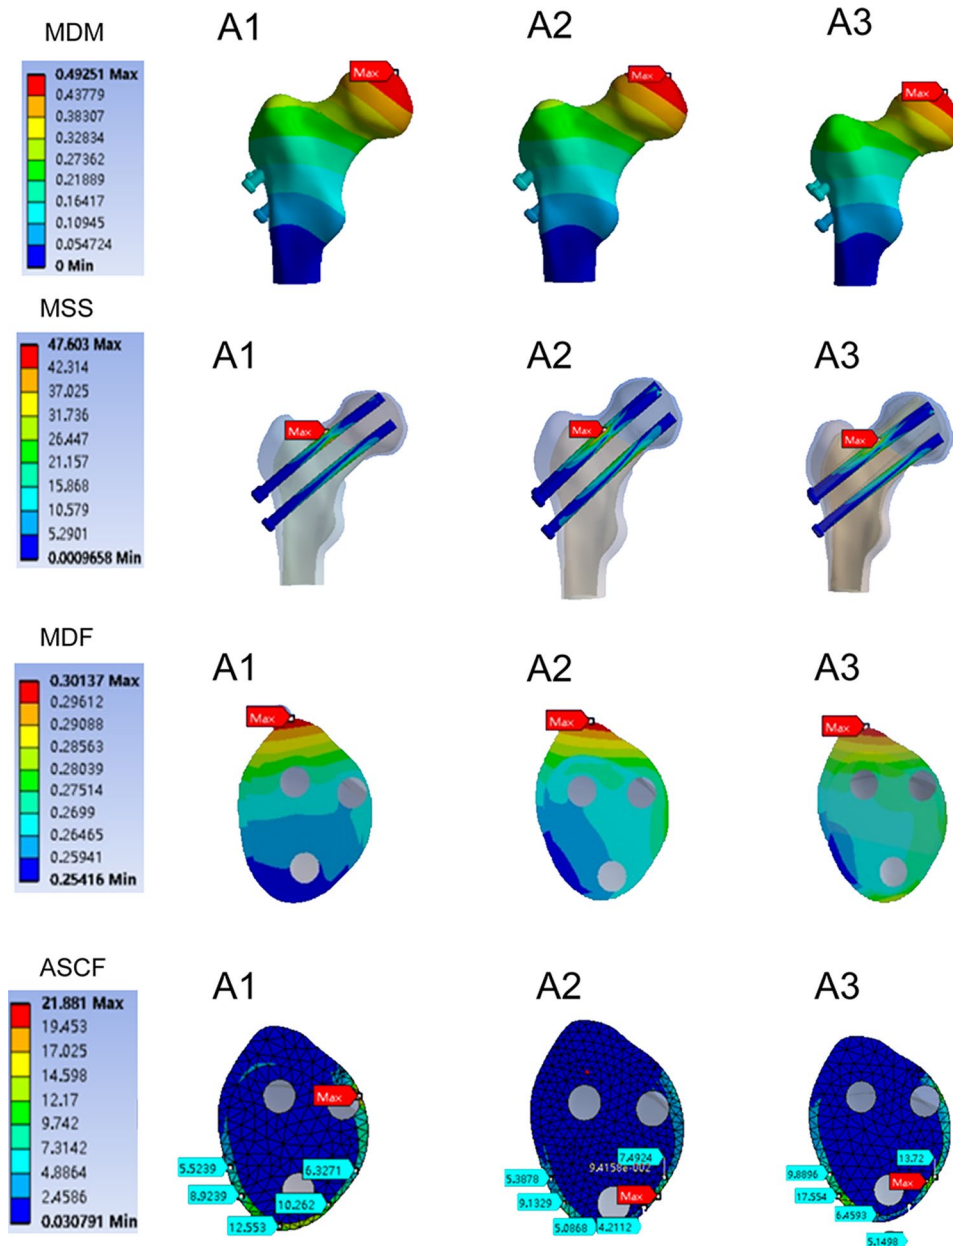 MDM
A1
A2
A3
0.49251 Max
0.43779
0.38307
0.32834
0.27362
0.21889
0.16417
0.10945
0.054724
0 Min
Max
Max
Max
MSS
A1
A2
A3
47.603 Max
42.314
37.025
31.736
26.447
21.157
15.868
10.579
5.2901
0.0009658 Min
Max
Max
Max
MDF
A1
A2
A3
0.30137 Max
0.29612
0.29088
0.28563
0.28039
0.27514
0.2699
0.26465
0.25941
0.25416 Min
Max
Max
Max
ASCF
A1
A2
A3
21.881 Max
19.453
17.025
14.598
12.17
9.742
7.3142
4.8864
2.4586
0.030791 Min
Max
5.5239
6.3271
8.9239
10.262
12.553
7.4924
9.4158e-002
5.3878
Max
9.1329
5.0868
4.2112
13.72
9.8896
Max
17.554
6.4593
5.1498